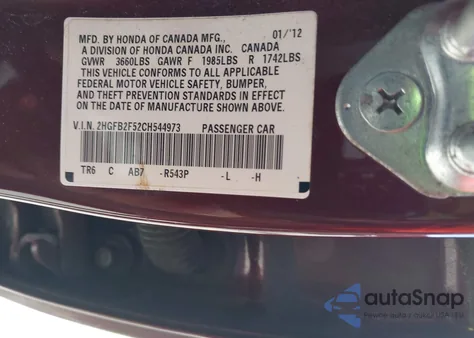 MFD. BY HONDA OF CANADA MFG., 01/'12
A DIVISION OF HONDA CANADA INC. CANADA
GVWR 3660LBS GAWR F 1985LBS R 1742LBS
THIS VEHICLE CONFORMS TO ALL APPLICABLE
FEDERAL MOTOR VEHICLE SAFETY, BUMPER,
AND THEFT PREVENTION STANDARDS IN EFFECT
ON THE DATE OF MANUFACTURE SHOWN ABOVE.
V.I.N. 2HGFB2F52CH544973 PASSENGER CAR
TR6 C AB7 -R543P -L -H
autoSnap